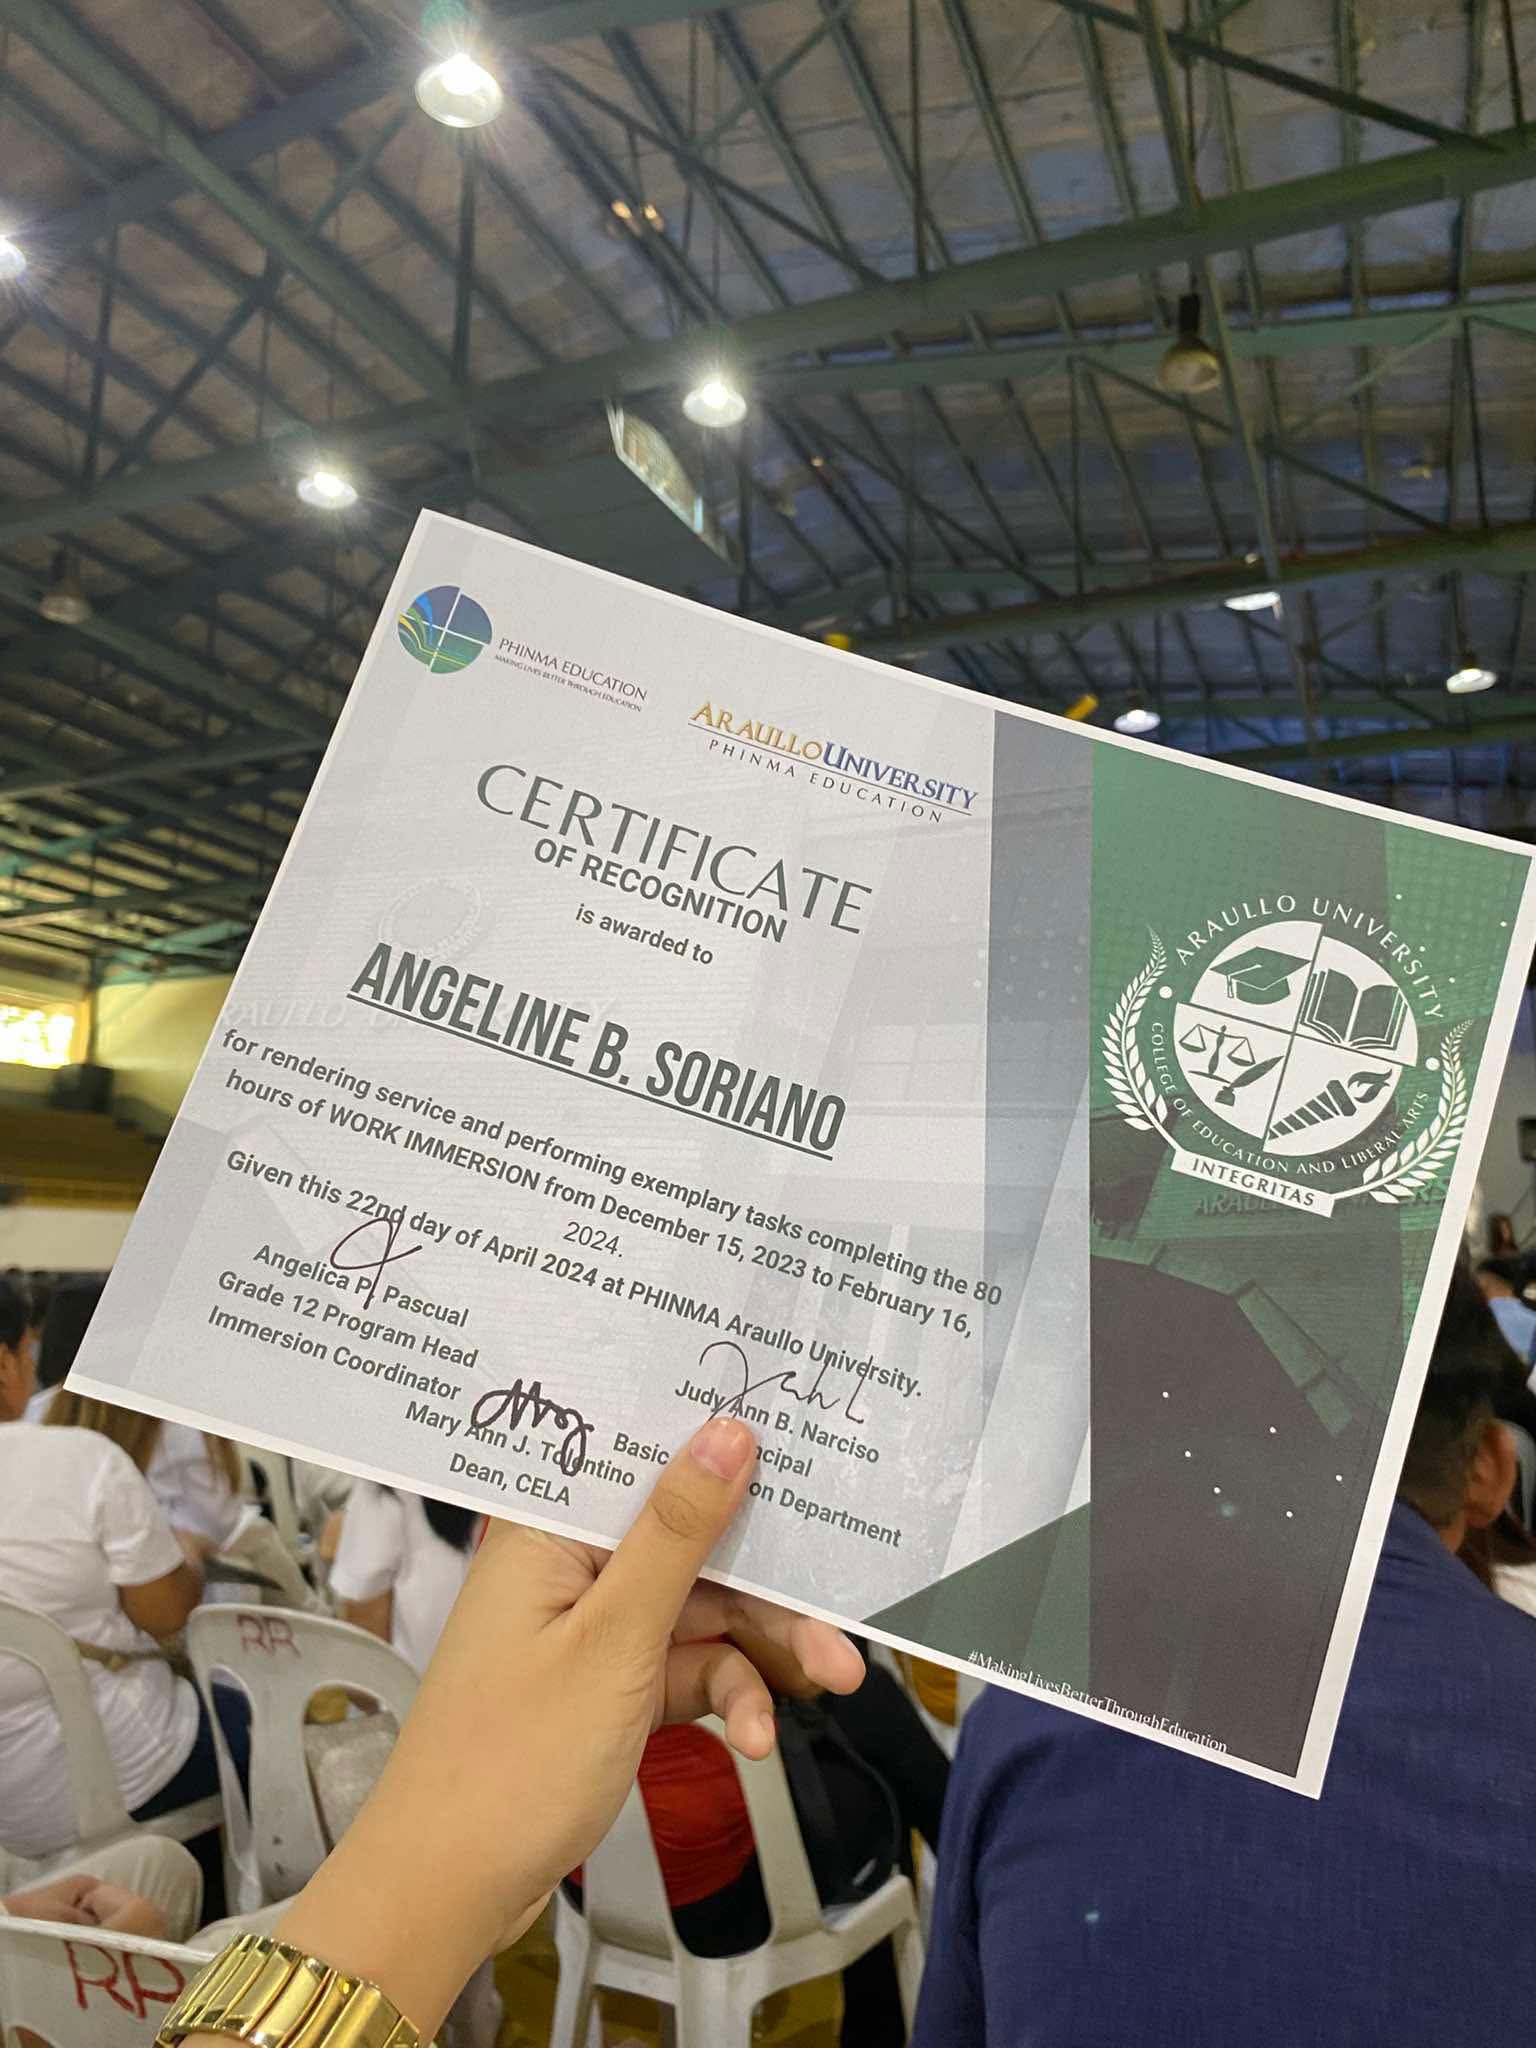 PHINMA EDUCATION
MAKING LIVES BETTER THROUGH EDUCATION
ARAULLO UNIVERSITY
PHINMA EDUCATION
CERTIFICATE
OF RECOGNITION
is awarded to
ANGELINE B. SORIANO
for rendering service and performing exemplary tasks completing the 80
hours of WORK IMMERSION from December 15, 2023 to February 16,
2024.
Given this 22nd day of April 2024 at PHINMA Araullo University.
Angelica P. Pascual
Grade 12 Program Head
Immersion Coordinator
Judy Ann B. Narciso
Basic
Department
Mary Ann J. Tolentino
Dean, CELA
ARAULLO UNIVERSITY
COLLEGE OF EDUCATION AND LIBERAL ARTS
INTEGRITAS
#MakingLivesBetterThroughEducation
RR
RR